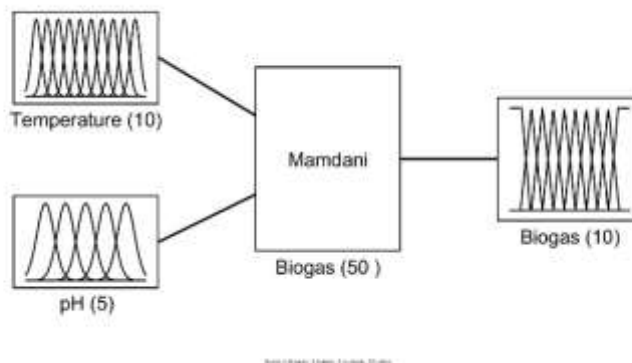 Temperature (10)
pH (5)
Mamdani
Biogas (50 )
Biogas (10)